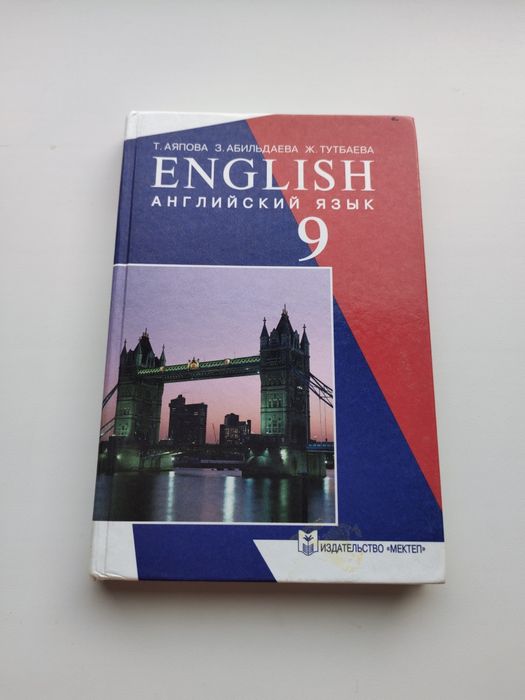 Т. АЯПОВА З. АБИЛЬДАЕВА Ж. ТУТБАЕВА
ENGLISH
АНГЛИЙСКИЙ ЯЗЫК
9
ИЗДАТЕЛЬСТВО «МЕКТЕП»